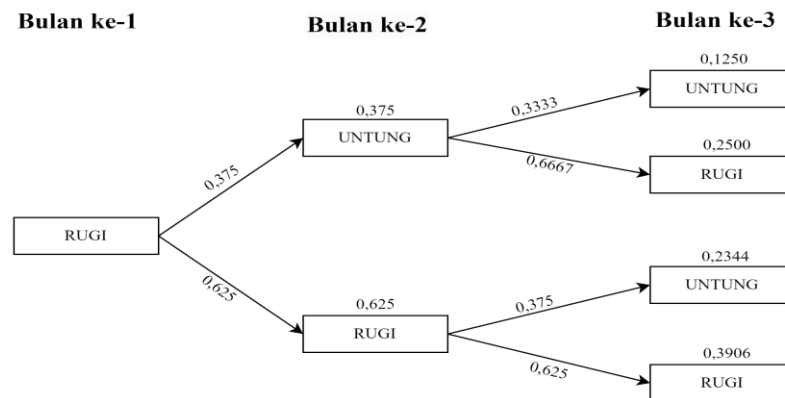 Bulan ke-1
Bulan ke-2
Bulan ke-3
0,1250
UNTUNG
0,375
UNTUNG
0,3333
0,6667
0,2500
RUGI
0,375
RUGI
0,625
0,2344
UNTUNG
0,625
RUGI
0,375
0,625
0,3906
RUGI